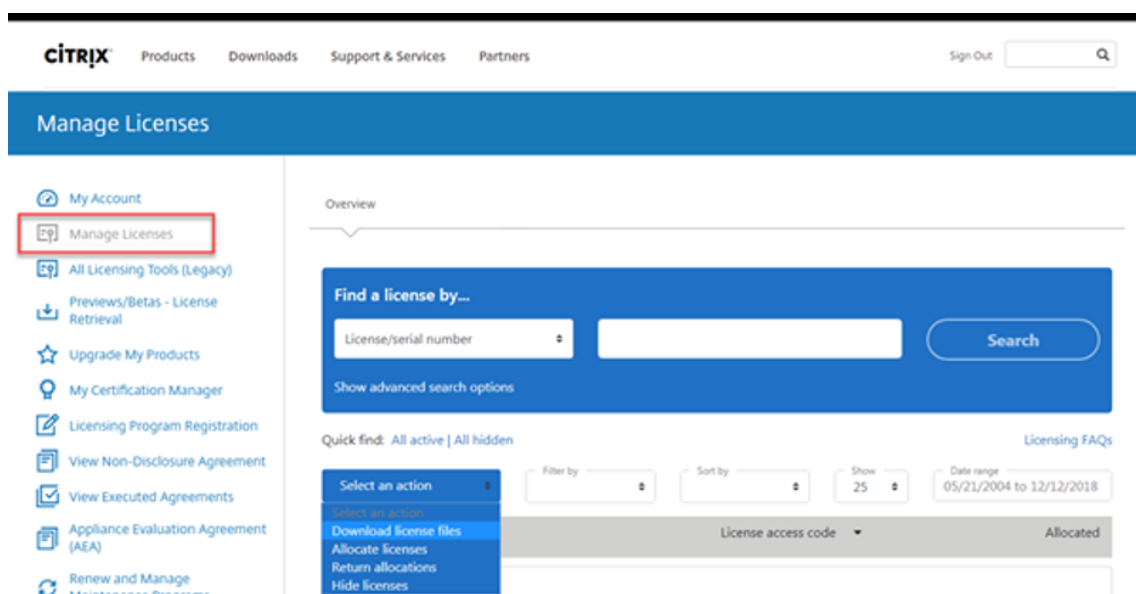 CİTRIX Products Downloads Support & Services Partners Sign Out
Manage Licenses
My Account
Manage Licenses
All Licensing Tools (Legacy)
Previews/Betas - License
Retrieval
Upgrade My Products
My Certification Manager
Licensing Program Registration
View Non-Disclosure Agreement
View Executed Agreements
Appliance Evaluation Agreement
(AEA)
Renew and Manage
Maintenance Programs
Overview
Find a license by...
License/serial number
Search
Show advanced search options
Quick find: All active | All hidden
Licensing FAQs
Select an action
Filter by
Sort by
Show
25
Date range
05/21/2004 to 12/12/2018
Select an action
Download license files
Allocate licenses
Return allocations
Hide licenses
License access code
Allocated